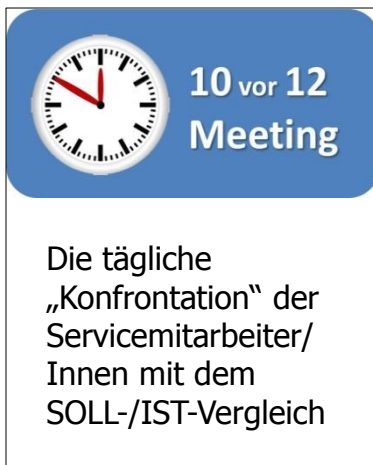 10 vor 12
Meeting
Die tägliche
„Konfrontation“ der
Servicemitarbeiter/
Innen mit dem
SOLL-/IST-Vergleich